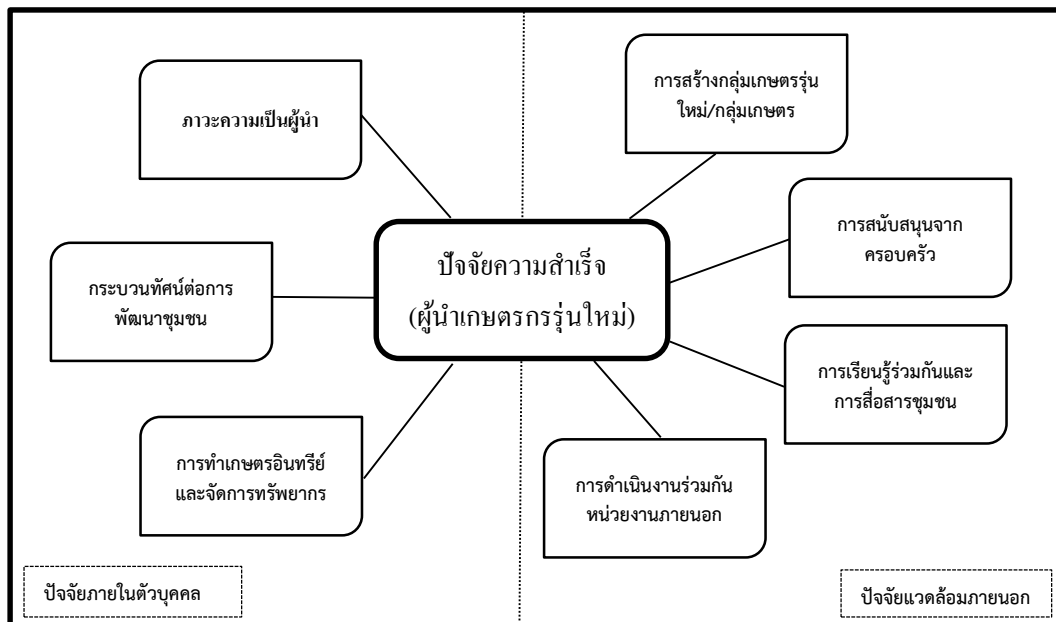 ภาวะความเป็นผู้นำ
กระบวนทัศน์ต่อการ
พัฒนาชุมชน
การทำเกษตรอินทรีย์
และจัดการทรัพยากร
ปัจจัยภายในตัวบุคคล
ปัจจัยความสำเร็จ
(ผู้นำเกษตรกรรุ่นใหม่)
การสร้างกลุ่มเกษตรรุ่น
ใหม่/กลุ่มเกษตร
การสนับสนุนจาก
ครอบครัว
การเรียนรู้ร่วมกันและ
การสื่อสารชุมชน
การดำเนินงานร่วมกัน
หน่วยงานภายนอก
ปัจจัยแวดล้อมภายนอก